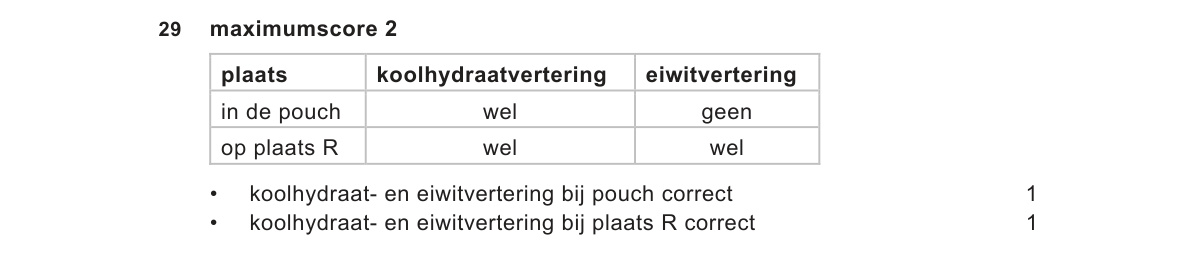 29 maximumscore 2
plaats koolhydraatvertering eiwitvertering
in de pouch wel geen
op plaats R wel wel
• koolhydraat- en eiwitvertering bij pouch correct 1
• koolhydraat- en eiwitvertering bij plaats R correct 1